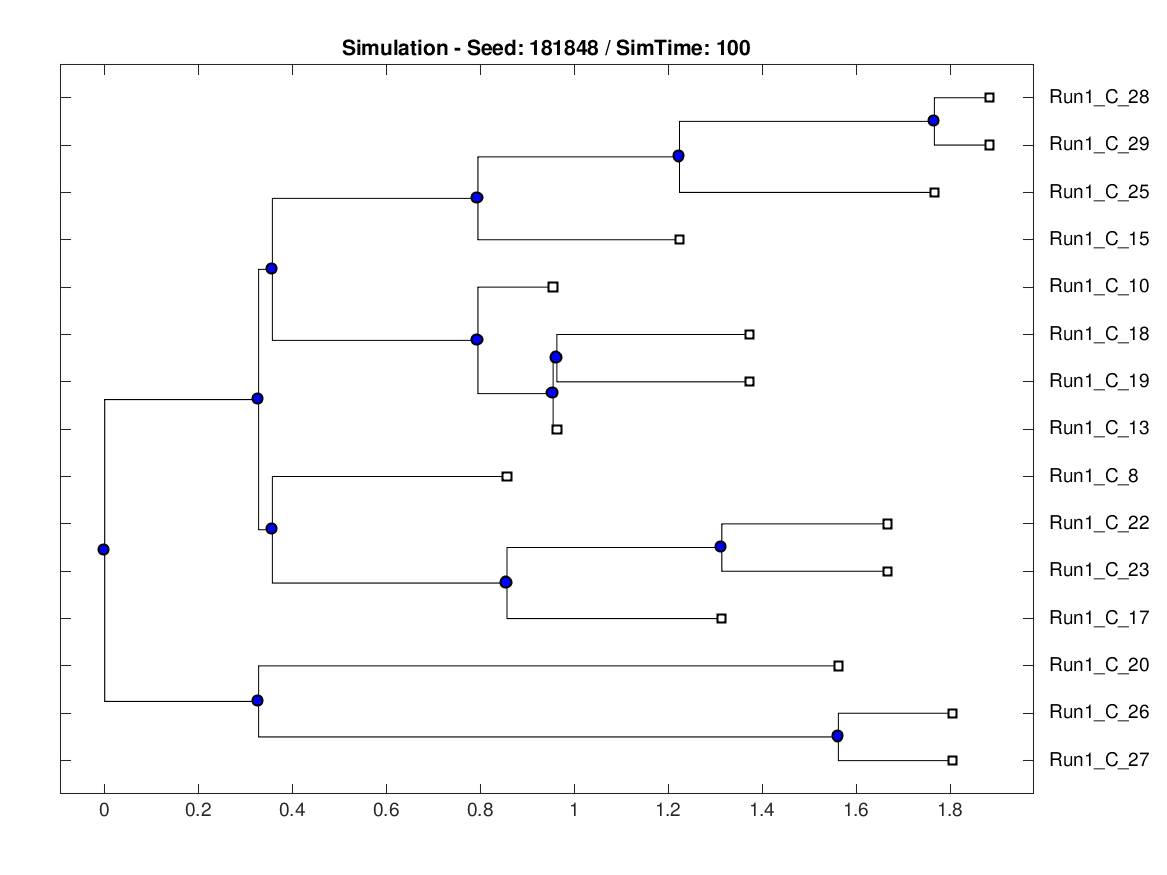 Simulation - Seed: 181848 / SimTime: 100
Run1_C_28
Run1_C_29
Run1_C_25
Run1_C_15
Run1_C_10
Run1_C_18
Run1_C_19
Run1_C_13
Run1_C_8
Run1_C_22
Run1_C_23
Run1_C_17
Run1_C_20
Run1_C_26
Run1_C_27
0 0.2 0.4 0.6 0.8 1 1.2 1.4 1.6 1.8